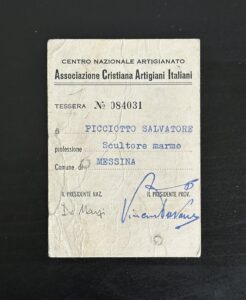 CENTRO NAZIONALE ARTIGIANATO
Associazione Cristiana Artigiani Italiani
TESSERA № 084031
PICCIOTTO SALVATORE
professione Scultore marmo
Comune di MESSINA
IL PRESIDENTE NAZ. IL PRESIDENTE PROV.